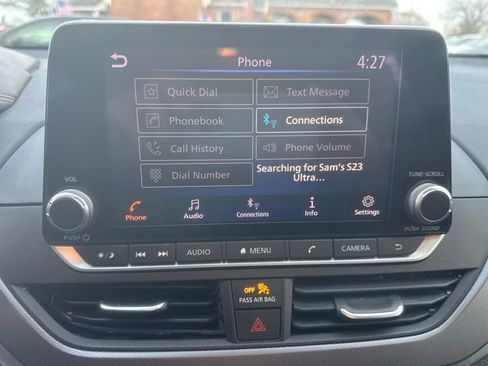 Phone
4:27
Quick Dial
Text Message
Phonebook
Connections
Call History
Phone Volume
Dial Number
Searching for Sam's S23
Ultra...
VOL
TUNE·SCROLL
Phone
Audio
Connections
Info
Settings
PUSH
PUSH SOUND
AUDIO
MENU
CAMERA
OFF
2
PASS AIR BAG